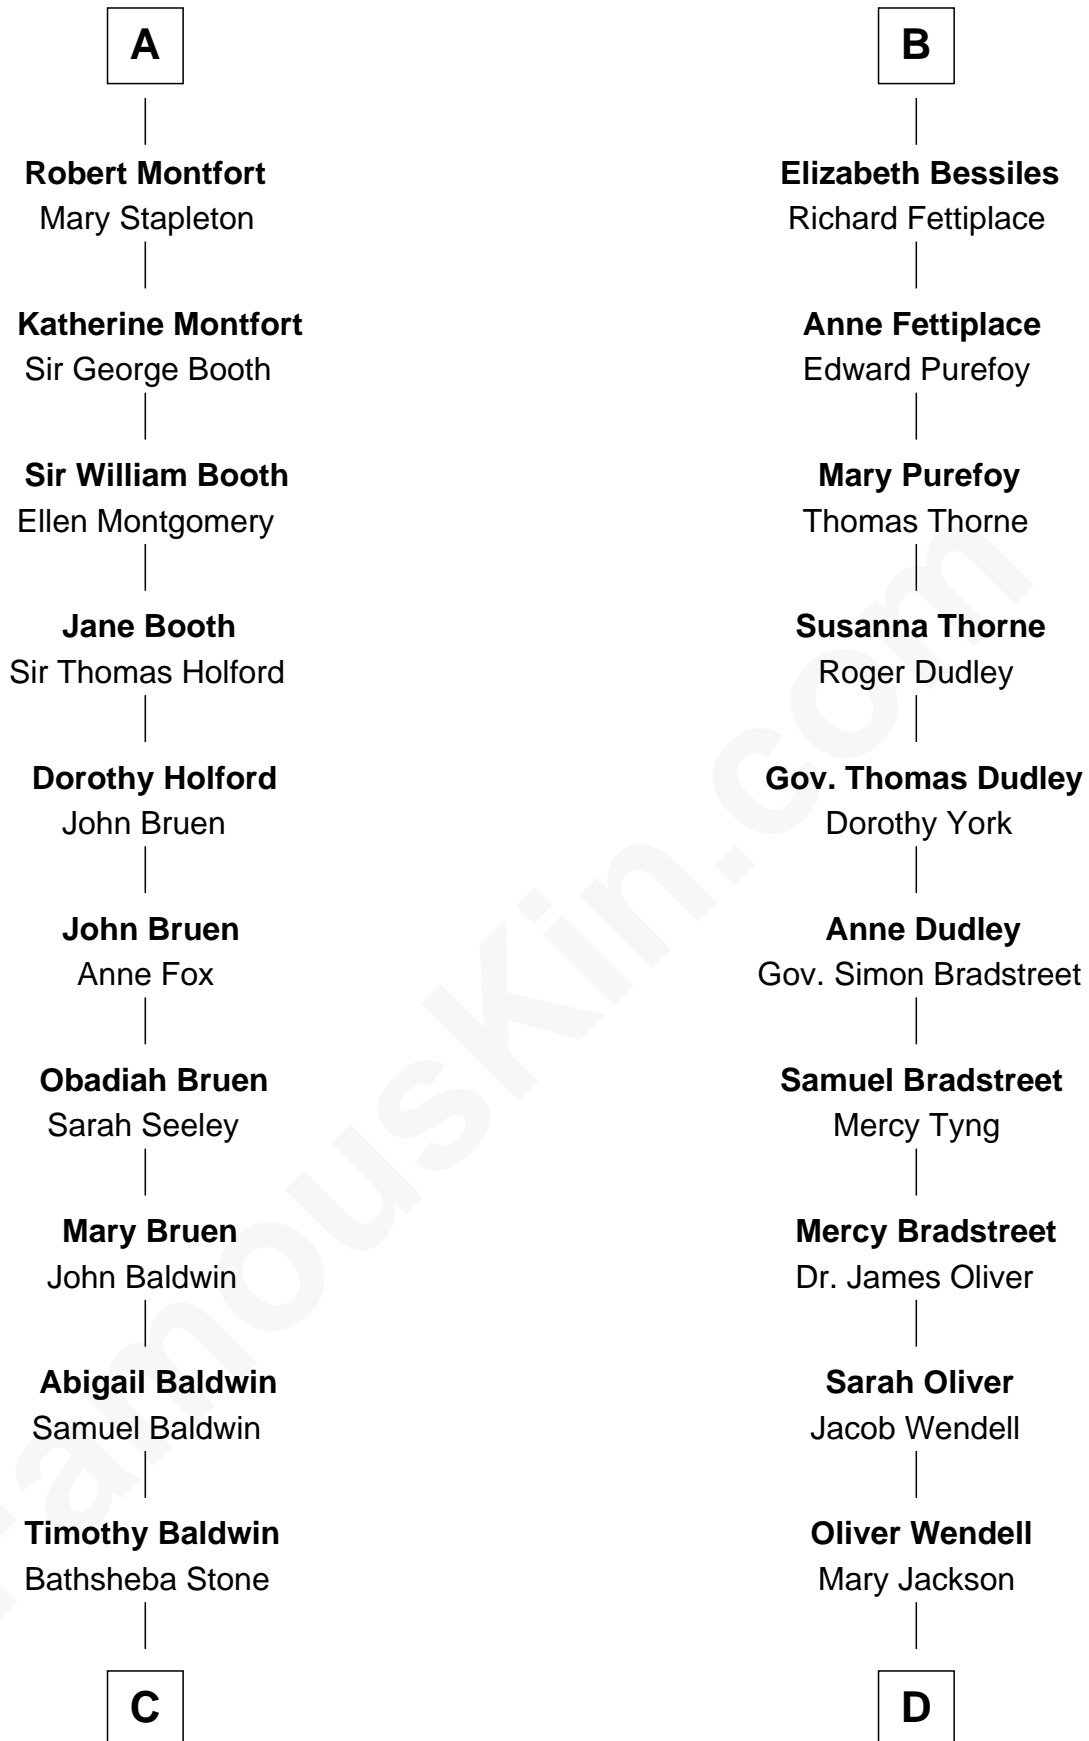 A
Robert Montfort
Mary Stapleton
Katherine Montfort
Sir George Booth
Sir William Booth
Ellen Montgomery
Jane Booth
Sir Thomas Holford
Dorothy Holford
John Bruen
John Bruen
Anne Fox
Obadiah Bruen
Sarah Seeley
Mary Bruen
John Baldwin
Abigail Baldwin
Samuel Baldwin
Timothy Baldwin
Bathsheba Stone
C
B
Elizabeth Bessiles
Richard Fettiplace
Anne Fettiplace
Edward Purefoy
Mary Purefoy
Thomas Thorne
Susanna Thorne
Roger Dudley
Gov. Thomas Dudley
Dorothy York
Anne Dudley
Gov. Simon Bradstreet
Samuel Bradstreet
Mercy Tyng
Mercy Bradstreet
Dr. James Oliver
Sarah Oliver
Jacob Wendell
Oliver Wendell
Mary Jackson
D
FamousKin.com